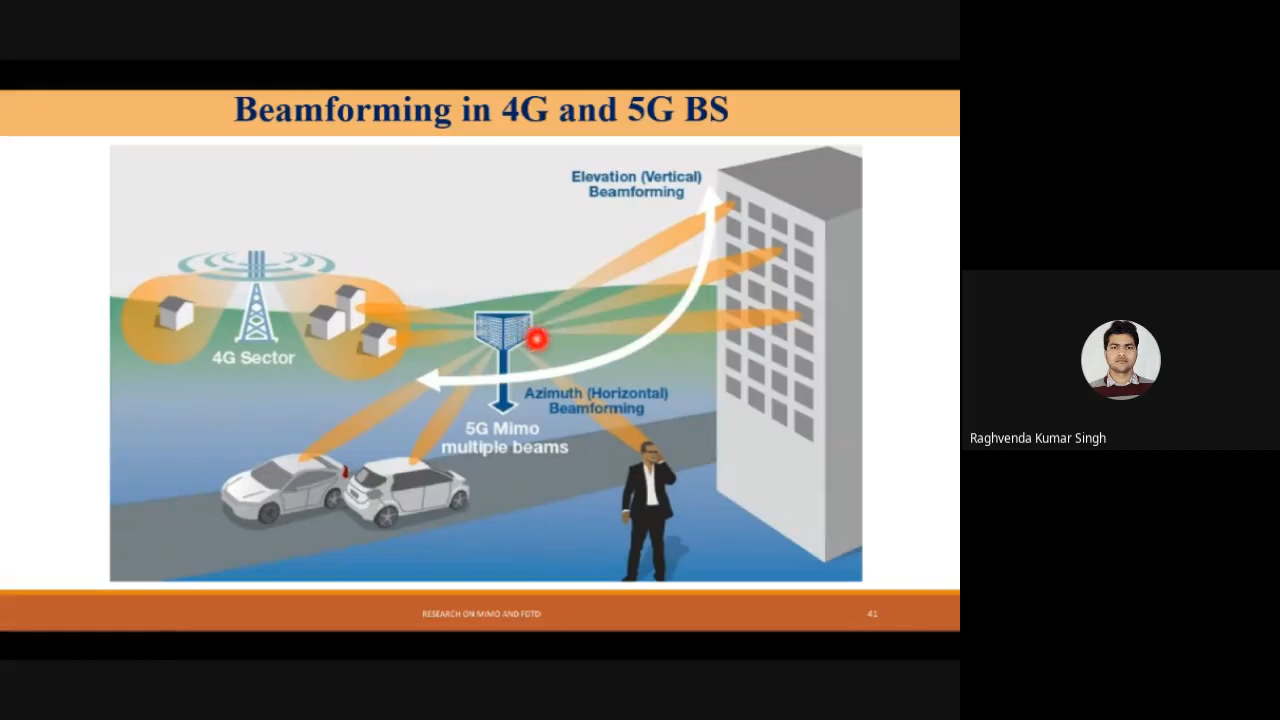 Beamforming in 4G and 5G BS
Elevation (Vertical)
Beamforming
4G Sector
Azimuth (Horizontal)
Beamforming
5G Mimo
multiple beams
RESEARCH ON MIMO AND FDTD
41
Raghvenda Kumar Singh